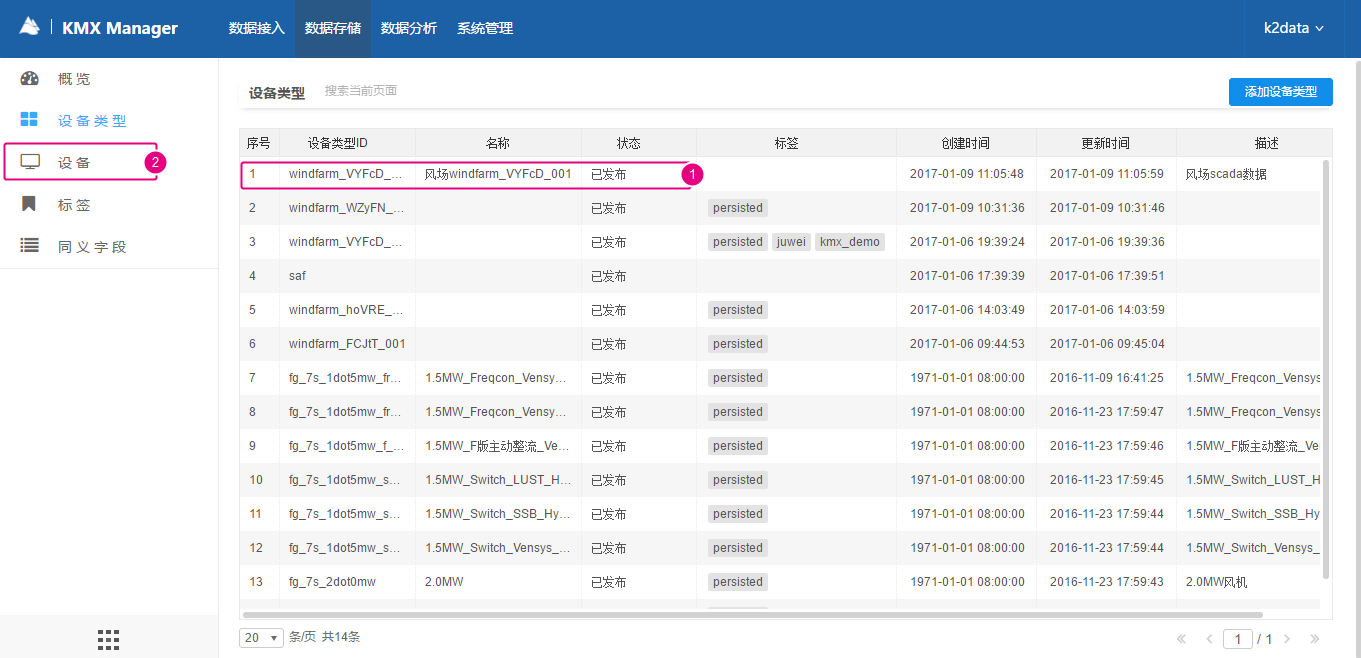 KMX Manager 数据接入 数据存储 数据分析 系统管理 k2data
概览
设备类型
设备 2
标签
同义字段
设备类型 搜索当前页面 添加设备类型
序号 设备类型ID 名称 状态 标签 创建时间 更新时间 描述
1 windfarm_VYFcD_... 风场windfarm_VYFcD_001 已发布 1 2017-01-09 11:05:48 2017-01-09 11:05:59 风场scada数据
2 windfarm_WZyFN_... 已发布 persisted 2017-01-09 10:31:36 2017-01-09 10:31:46
3 windfarm_VYFcD_... 已发布 persisted juwei kmx_demo 2017-01-06 19:39:24 2017-01-06 19:39:36
4 saf 已发布 2017-01-06 17:39:39 2017-01-06 17:39:51
5 windfarm_hoVRE_... 已发布 persisted 2017-01-06 14:03:49 2017-01-06 14:03:59
6 windfarm_FCJtT_001 已发布 persisted 2017-01-06 09:44:53 2017-01-06 09:45:04
7 fg_7s_1dot5mw_fr... 1.5MW_Freqcon_Vensy... 已发布 persisted 1971-01-01 08:00:00 2016-11-09 16:41:25 1.5MW_Freqcon_Vensys
8 fg_7s_1dot5mw_fr... 1.5MW_Freqcon_Vensy... 已发布 persisted 1971-01-01 08:00:00 2016-11-23 17:59:47 1.5MW_Freqcon_Vensys
9 fg_7s_1dot5mw_f_... 1.5MW_F版主动整流_Ve... 已发布 persisted 1971-01-01 08:00:00 2016-11-23 17:59:46 1.5MW_F版主动整流_Ve
10 fg_7s_1dot5mw_s... 1.5MW_Switch_LUST_H... 已发布 persisted 1971-01-01 08:00:00 2016-11-23 17:59:45 1.5MW_Switch_LUST_H
11 fg_7s_1dot5mw_s... 1.5MW_Switch_SSB_Hy... 已发布 persisted 1971-01-01 08:00:00 2016-11-23 17:59:44 1.5MW_Switch_SSB_Hy
12 fg_7s_1dot5mw_s... 1.5MW_Switch_Vensys_... 已发布 persisted 1971-01-01 08:00:00 2016-11-23 17:59:44 1.5MW_Switch_Vensys_
13 fg_7s_2dot0mw 2.0MW 已发布 persisted 1971-01-01 08:00:00 2016-11-23 17:59:43 2.0MW风机
20 条/页 共14条 « ‹ 1 / 1 › »